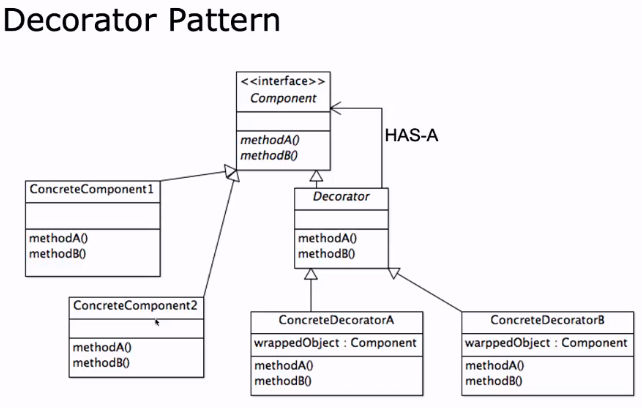 Decorator Pattern
<<interface>>
Component
methodA()
methodB()
HAS-A
ConcreteComponent1
methodA()
methodB()
Decorator
methodA()
methodB()
ConcreteComponent2
methodA()
methodB()
ConcreteDecoratorA
wrappedObject : Component
methodA()
methodB()
ConcreteDecoratorB
warppedObject : Component
methodA()
methodB()